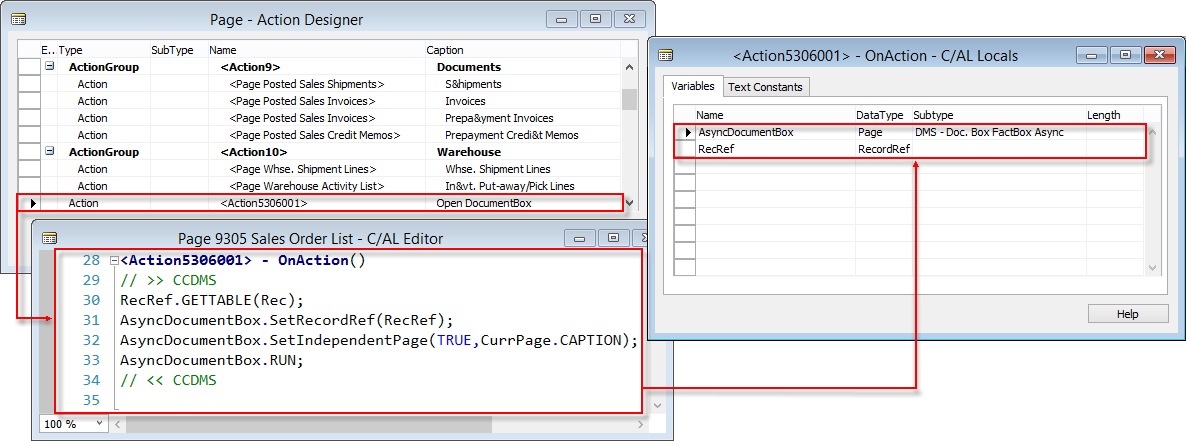 Page - Action Designer
E... Type SubType Name Caption
ActionGroup <Action9> Documents
Action <Page Posted Sales Shipments> S&hipments
Action <Page Posted Sales Invoices> Invoices
Action <Page Posted Sales Invoices> Prepa&yment Invoices
Action <Page Posted Sales Credit Memos> Prepayment Credi&t Memos
ActionGroup <Action10> Warehouse
Action <Page Whse. Shipment Lines> Whse. Shipment Lines
Action <Page Warehouse Activity List> In&vt. Put-away/Pick Lines
Action <Action5306001> Open DocumentBox
Page 9305 Sales Order List - C/AL Editor
28 <Action5306001> - OnAction()
29 // >> CCDMS
30 RecRef.GETTABLE(Rec);
31 AsyncDocumentBox.SetRecordRef(RecRef);
32 AsyncDocumentBox.SetIndependentPage(TRUE,CurrPage.CAPTION);
33 AsyncDocumentBox.RUN;
34 // << CCDMS
35
100 %
<Action5306001> - OnAction - C/AL Locals
Variables Text Constants
Name DataType Subtype Length
AsyncDocumentBox Page DMS - Doc. Box FactBox Async
RecRef RecordRef
Help